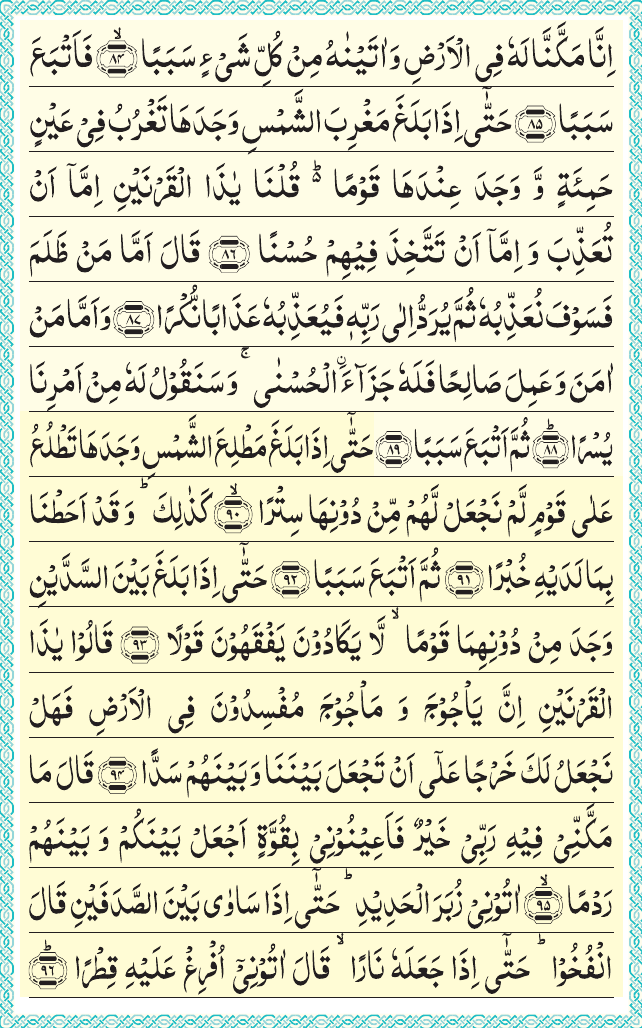 اِنَّا مَكَّنَّا لَهٗ فِی الْاَرْضِ وَاٰتَیْنٰهُ مِنْ كُلِّ شَیْءٍ سَبَبًا ۙ‏﴿۸۴﴾ فَاَتْبَعَ
سَبَبًا ﴿۸۵﴾ حَتّٰۤی اِذَا بَلَغَ مَغْرِبَ الشَّمْسِ وَجَدَهَا تَغْرُبُ فِیْ عَیْنٍ
حَمِئَةٍ وَّ وَجَدَ عِنْدَهَا قَوْمًا ؕ۬ قُلْنَا یٰذَا الْقَرْنَیْنِ اِمَّاۤ اَنْ
تُعَذِّبَ وَ اِمَّاۤ اَنْ تَتَّخِذَ فِیْهِمْ حُسْنًا ﴿۸۶﴾ قَالَ اَمَّا مَنْ ظَلَمَ
فَسَوْفَ نُعَذِّبُهٗ ثُمَّ یُرَدُّ اِلٰی رَبِّهٖ فَیُعَذِّبُهٗ عَذَابًا نُّكْرًا ﴿۸۷﴾ وَ اَمَّا مَنْ
اٰمَنَ وَ عَمِلَ صَالِحًا فَلَهٗ جَزَآءَ ن۟ الْحُسْنٰی ۚ وَ سَنَقُوْلُ لَهٗ مِنْ اَمْرِنَا
یُسْرًا ؕ﴿۸۸﴾ ثُمَّ اَتْبَعَ سَبَبًا ﴿۸۹﴾ حَتّٰۤی اِذَا بَلَغَ مَطْلِعَ الشَّمْسِ وَجَدَهَا تَطْلُعُ
عَلٰی قَوْمٍ لَّمْ نَجْعَلْ لَّهُمْ مِّنْ دُوْنِهَا سِتْرًا ۙ﴿۹۰﴾ كَذٰلِكَ ؕ وَ قَدْ اَحَطْنَا
بِمَا لَدَیْهِ خُبْرًا ﴿۹۱﴾ ثُمَّ اَتْبَعَ سَبَبًا ﴿۹۲﴾ حَتّٰۤی اِذَا بَلَغَ بَیْنَ السَّدَّیْنِ
وَجَدَ مِنْ دُوْنِهِمَا قَوْمًا ۙ لَّا یَكَادُوْنَ یَفْقَهُوْنَ قَوْلًا ﴿۹۳﴾ قَالُوْا یٰذَا
الْقَرْنَیْنِ اِنَّ یَاْجُوْجَ وَ مَاْجُوْجَ مُفْسِدُوْنَ فِی الْاَرْضِ فَهَلْ
نَجْعَلُ لَكَ خَرْجًا عَلٰۤی اَنْ تَجْعَلَ بَیْنَنَا وَ بَیْنَهُمْ سَدًّا ﴿۹۴﴾ قَالَ مَا
مَكَّنِّیْ فِیْهِ رَبِّیْ خَیْرٌ فَاَعِیْنُوْنِیْ بِقُوَّةٍ اَجْعَلْ بَیْنَكُمْ وَ بَیْنَهُمْ
رَدْمًا ۙ﴿۹۵﴾ اٰتُوْنِیْ زُبَرَ الْحَدِیْدِ ؕ حَتّٰۤی اِذَا سَاوٰی بَیْنَ الصَّدَفَیْنِ قَالَ
انْفُخُوْا ؕ حَتّٰۤی اِذَا جَعَلَهٗ نَارًا ۙ قَالَ اٰتُوْنِیْۤ اُفْرِغْ عَلَیْهِ قِطْرًا ؕ﴿۹۶﴾